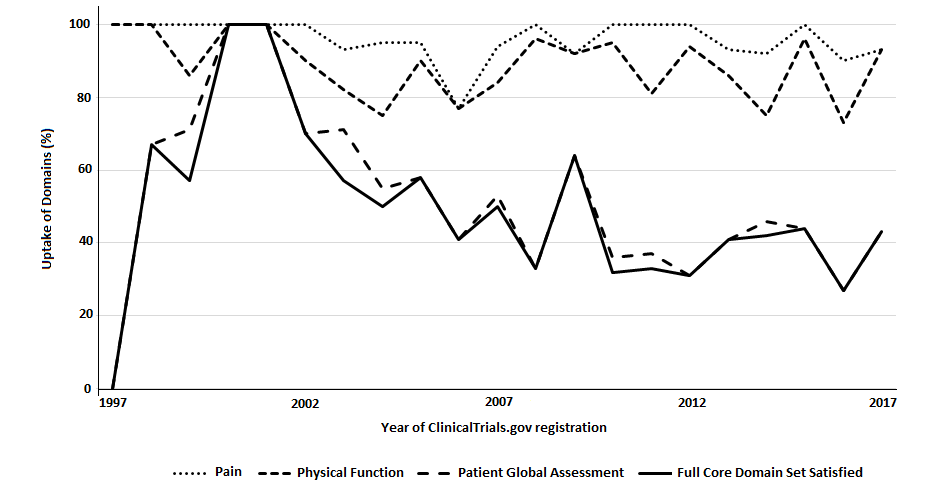 100
80
60
40
20
0
Uptake of Domains (%)
1997 2002 2007 2012 2017
Year of ClinicalTrials.gov registration
Pain Physical Function Patient Global Assessment Full Core Domain Set Satisfied